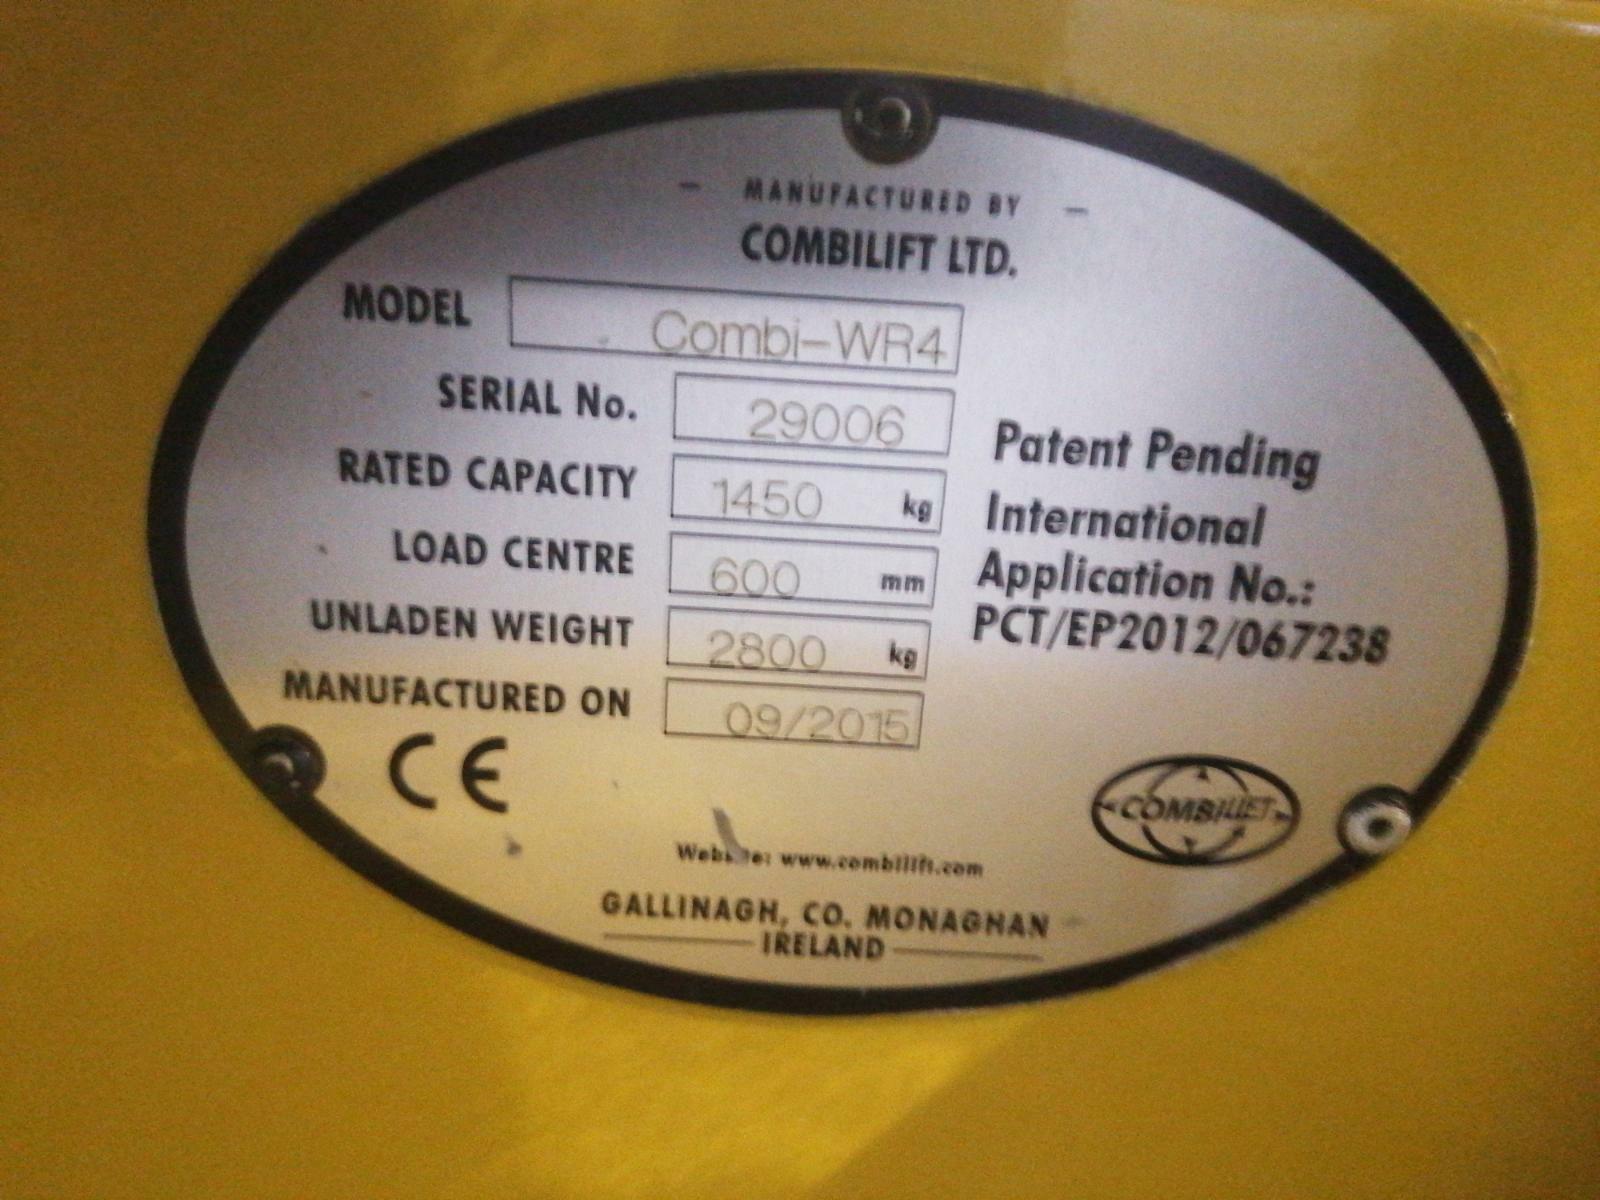 - MANUFACTURED BY -
COMBILIFT LTD.
MODEL Combi-WR4
SERIAL No. 29006
RATED CAPACITY 1450 kg
LOAD CENTRE 600 mm
UNLADEN WEIGHT 2800 kg
MANUFACTURED ON 09/2015
Patent Pending
International
Application No.:
PCT/EP2012/067238
CE
COMBILIFT
Website: www.combilift.com
GALLINAGH, CO. MONAGHAN
IRELAND